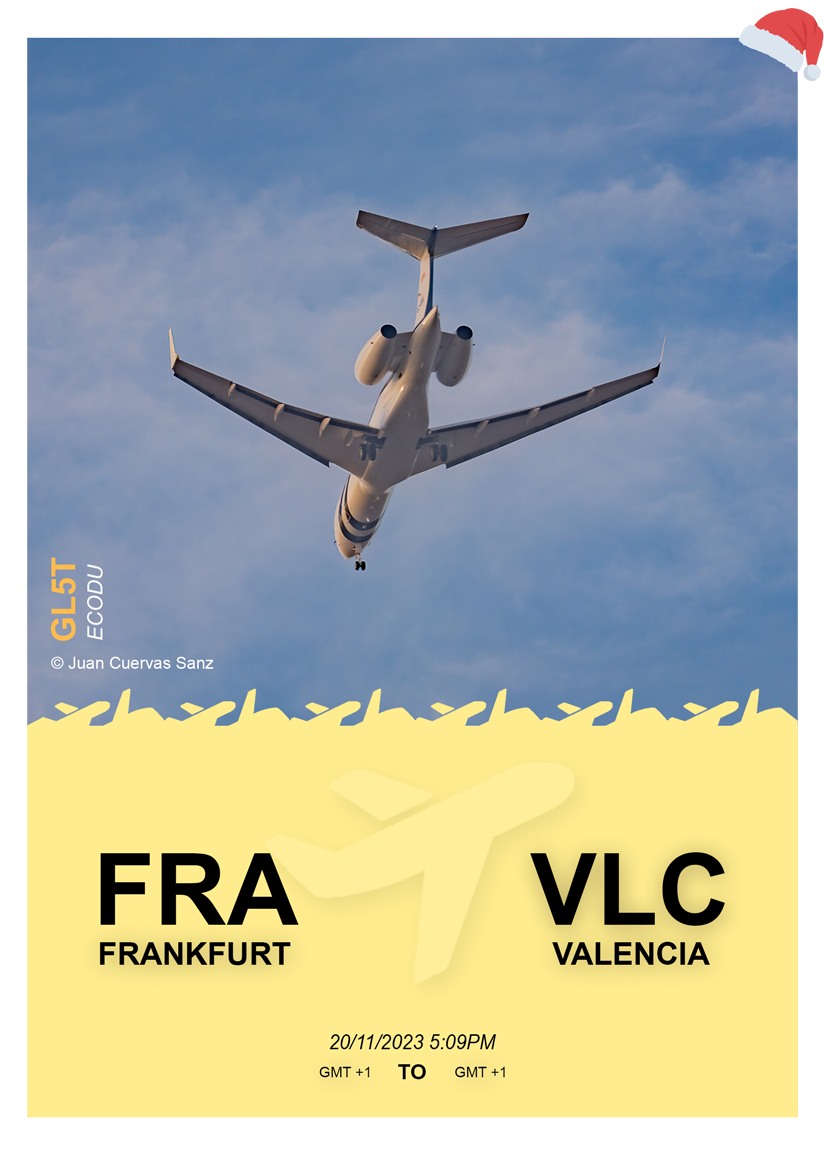 GL5T
ECODU
© Juan Cuervas Sanz
FRA
FRANKFURT
VLC
VALENCIA
20/11/2023 5:09PM
GMT +1 TO GMT +1